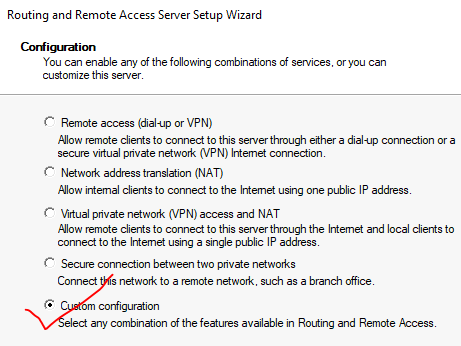 Routing and Remote Access Server Setup Wizard
Configuration
You can enable any of the following combinations of services, or you can
customize this server.
Remote access (dial-up or VPN)
Allow remote clients to connect to this server through either a dial-up connection or a
secure virtual private network (VPN) Internet connection.
Network address translation (NAT)
Allow internal clients to connect to the Internet using one public IP address.
Virtual private network (VPN) access and NAT
Allow remote clients to connect to this server through the Internet and local clients to
connect to the Internet using a single public IP address.
Secure connection between two private networks
Connect this network to a remote network, such as a branch office.
Custom configuration
Select any combination of the features available in Routing and Remote Access.